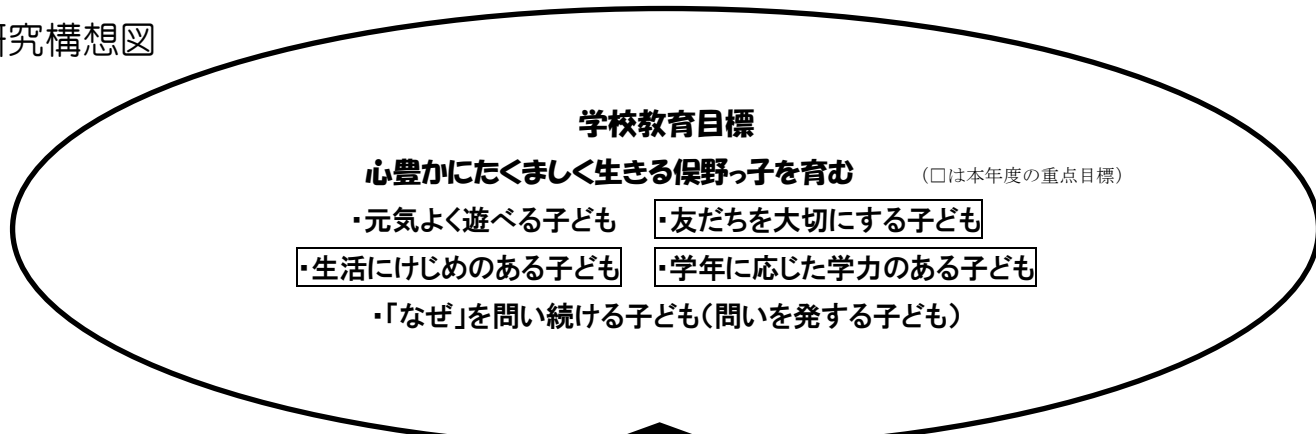 研究構想図
学校教育目標
心豊かにたくましく生きる俣野っ子を育む (□は本年度の重点目標)
・元気よく遊べる子ども ・友だちを大切にする子ども
・生活にけじめのある子ども ・学年に応じた学力のある子ども
・「なぜ」を問い続ける子ども(問いを発する子ども)